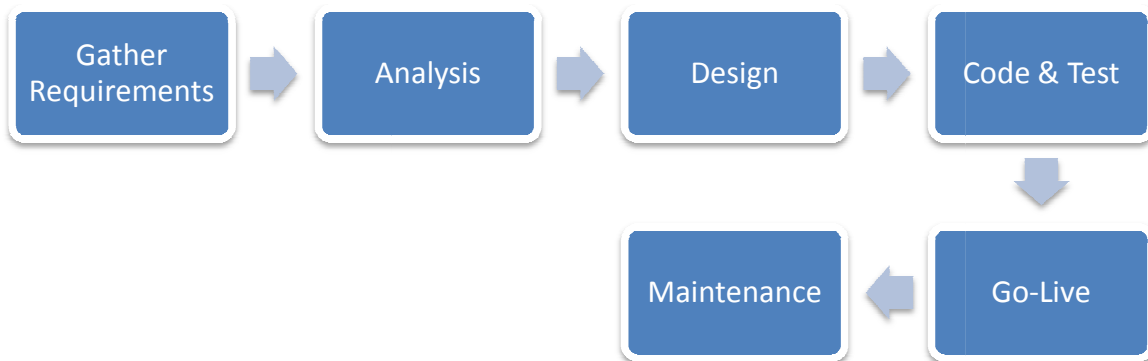 Gather
Requirements
Analysis
Design
Code & Test
Go-Live
Maintenance